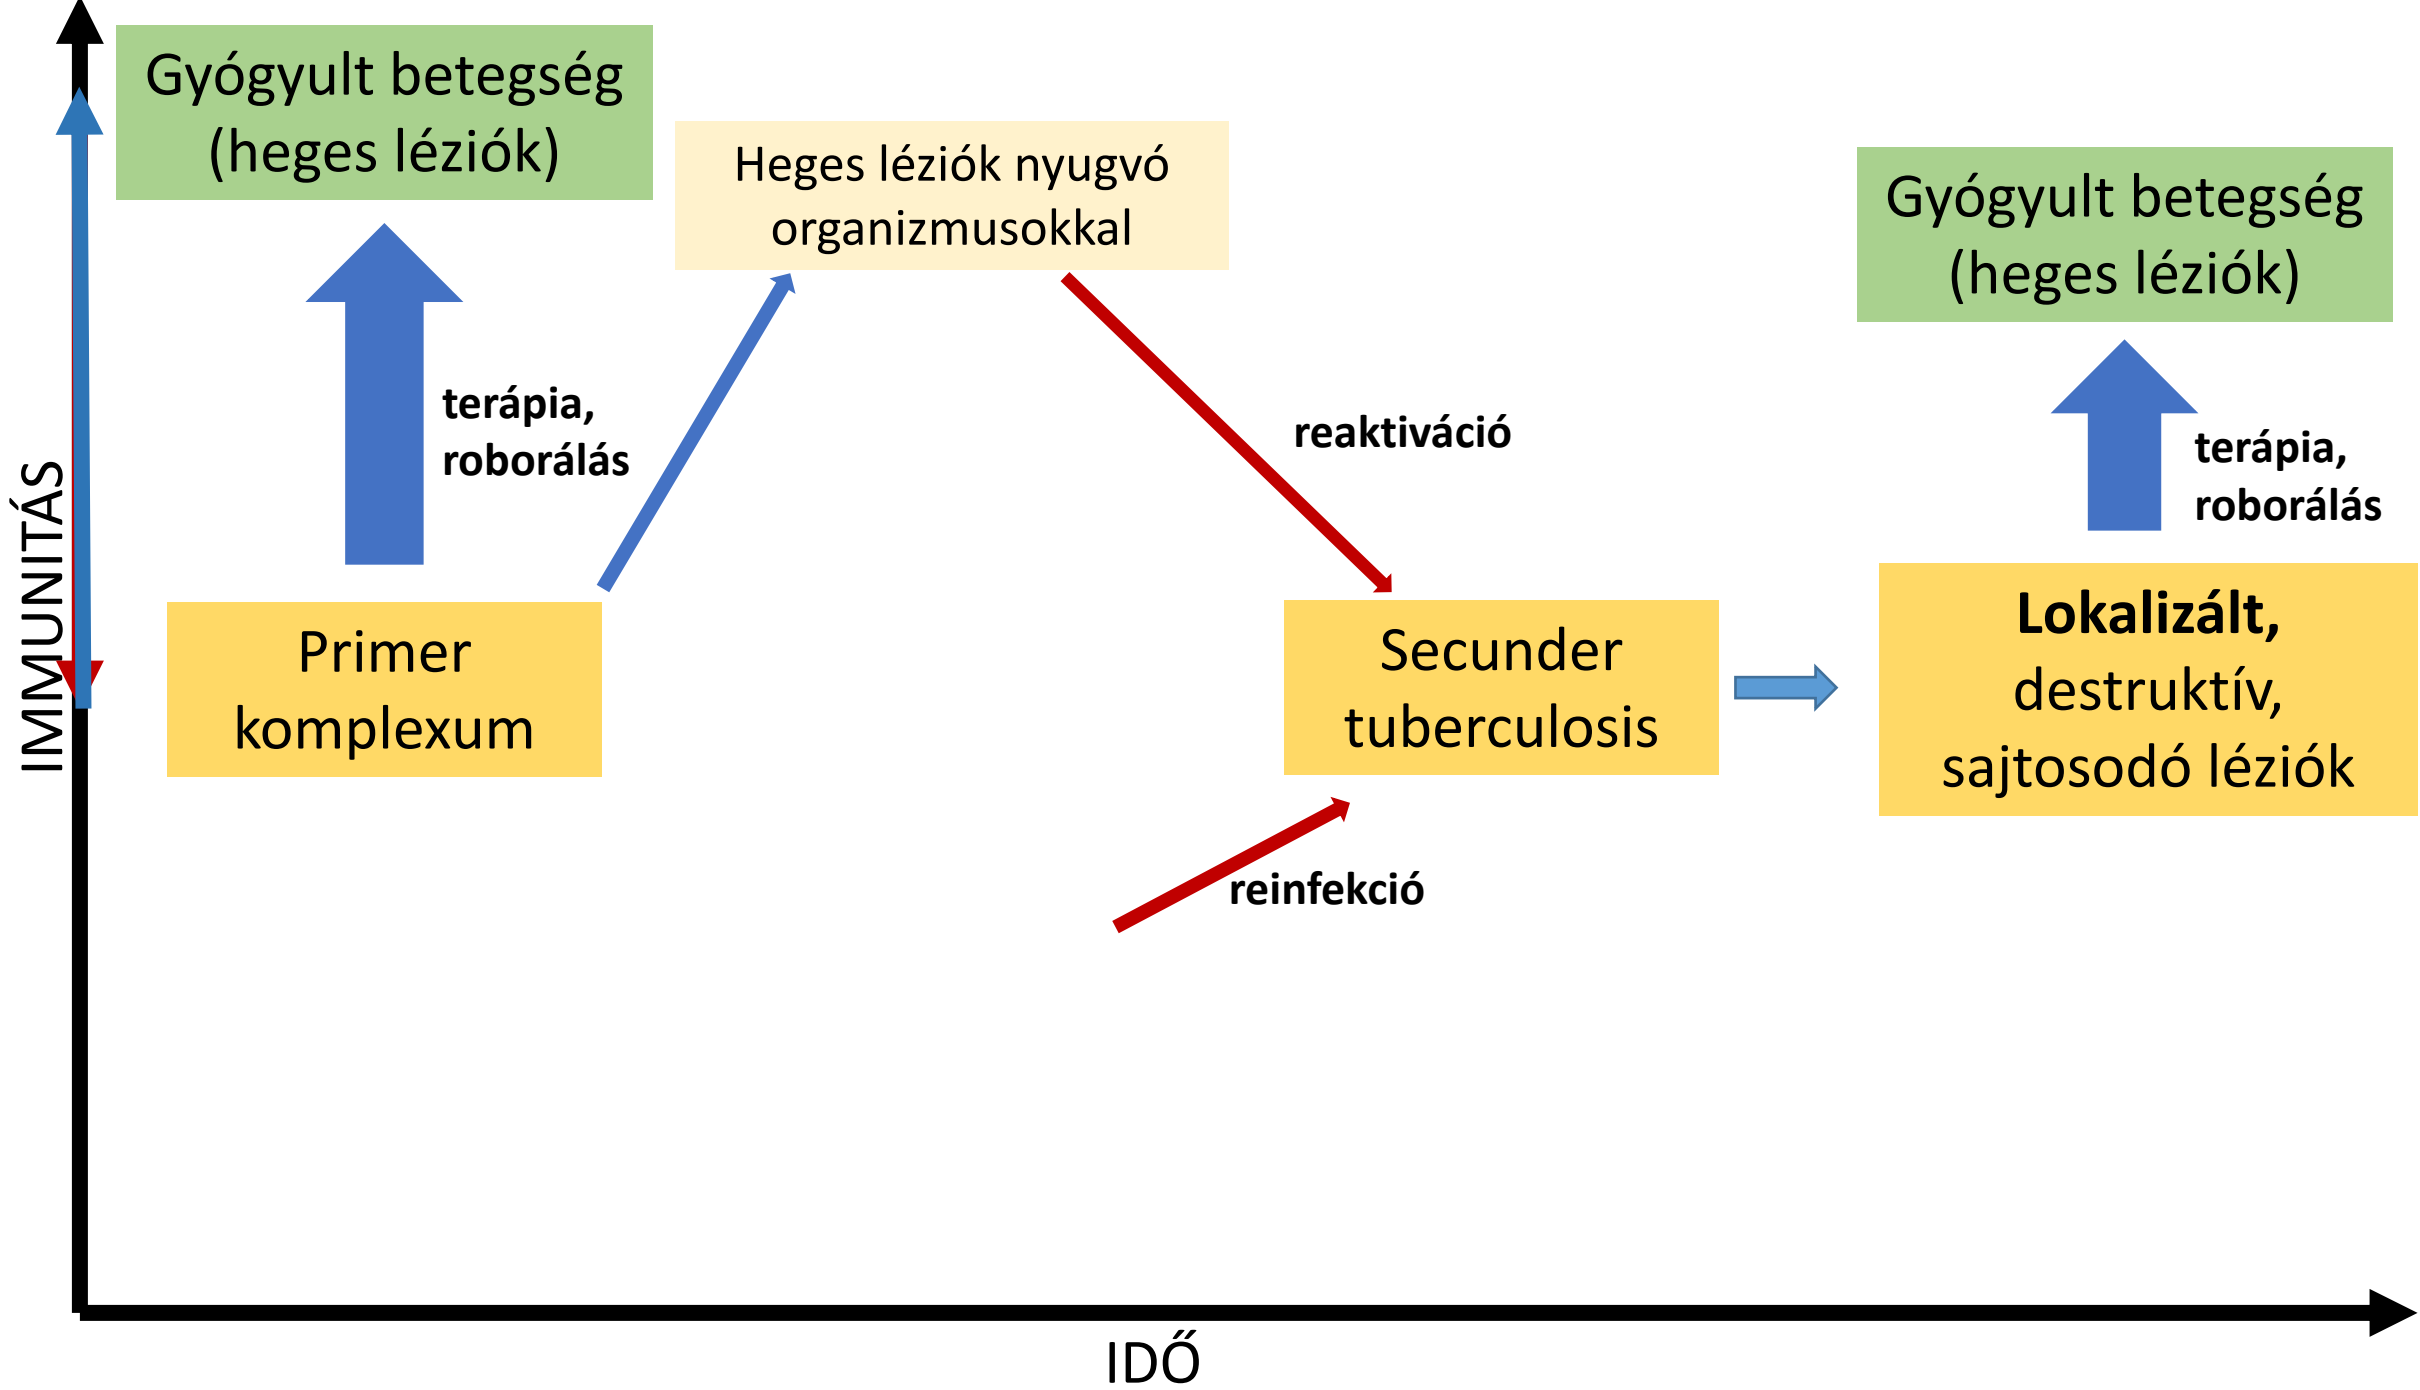 Gyógyult betegség
(heges léziók)
Heges léziók nyugvó
organizmusokkal
Gyógyult betegség
(heges léziók)
terápia,
roborálás
reaktiváció
terápia,
roborálás
IMMUNITÁS
Primer
komplexum
Secunder
tuberculosis
Lokalizált,
destruktív,
sajtosodó léziók
reinfekció
IDŐ